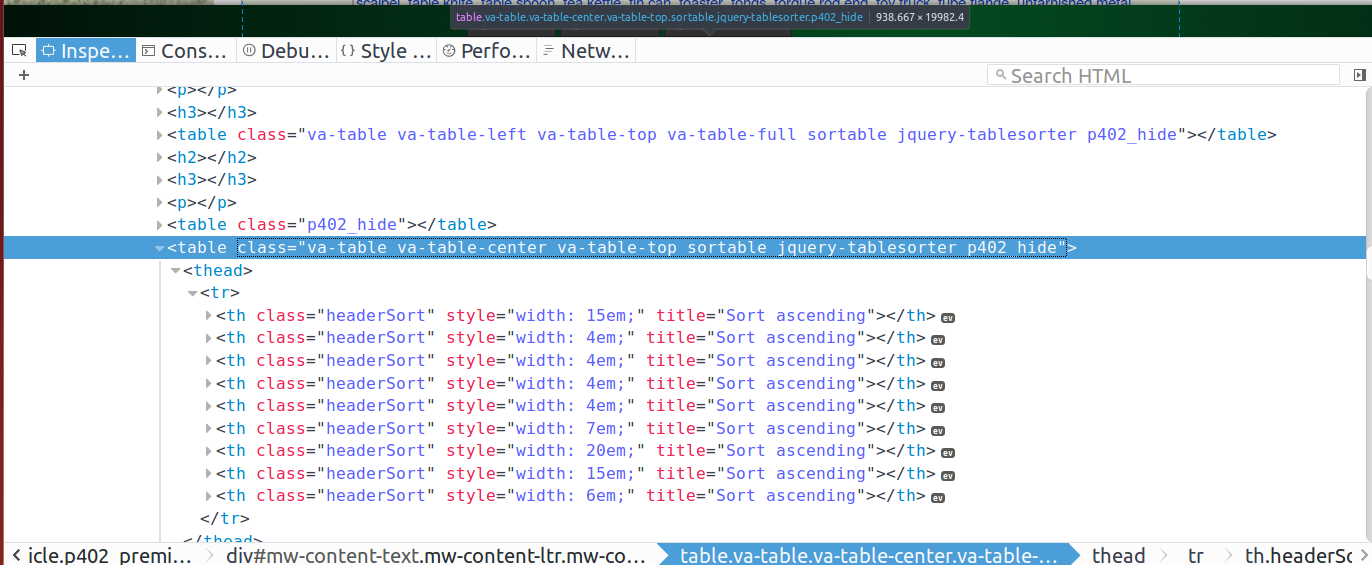 scalpel, table knife, table spoon, tea kettle, tin can, toaster, tongs, torque rod end, toy truck, tube flange, untarnished metal
table.va-table.va-table-center.va-table-top.sortable.jquery-tablesorter.p402_hide | 938.667 × 19982.4
Inspe... Cons... Debu... {} Style ... Perfo... Netw...
+ Search HTML
<p></p>
<h3></h3>
<table class="va-table va-table-left va-table-top va-table-full sortable jquery-tablesorter p402_hide"></table>
<h2></h2>
<h3></h3>
<p></p>
<table class="p402_hide"></table>
<table class="va-table va-table-center va-table-top sortable jquery-tablesorter p402_hide">
<thead>
<tr>
<th class="headerSort" style="width: 15em;" title="Sort ascending"></th> ev
<th class="headerSort" style="width: 4em;" title="Sort ascending"></th> ev
<th class="headerSort" style="width: 4em;" title="Sort ascending"></th> ev
<th class="headerSort" style="width: 4em;" title="Sort ascending"></th> ev
<th class="headerSort" style="width: 4em;" title="Sort ascending"></th> ev
<th class="headerSort" style="width: 7em;" title="Sort ascending"></th> ev
<th class="headerSort" style="width: 20em;" title="Sort ascending"></th> ev
<th class="headerSort" style="width: 15em;" title="Sort ascending"></th> ev
<th class="headerSort" style="width: 6em;" title="Sort ascending"></th> ev
</tr>
</thead>
icle.p402_premi... div#mw-content-text.mw-content-ltr.mw-co... table.va-table.va-table-center.va-table-... thead tr th.headerSc